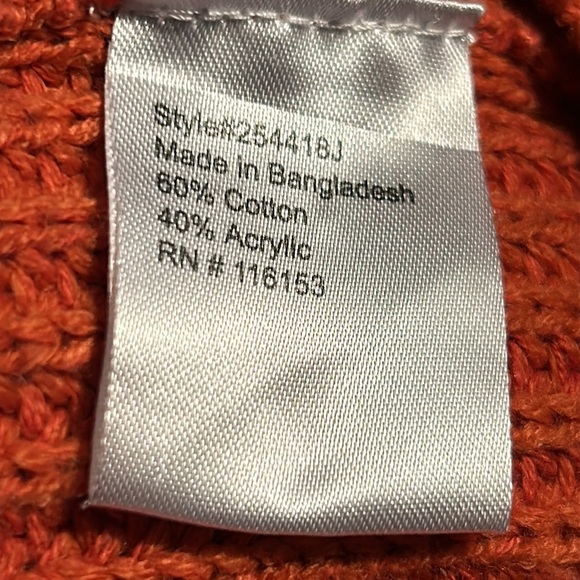 Style#254418J
Made in Bangladesh
60% Cotton
40% Acrylic
RN # 116153